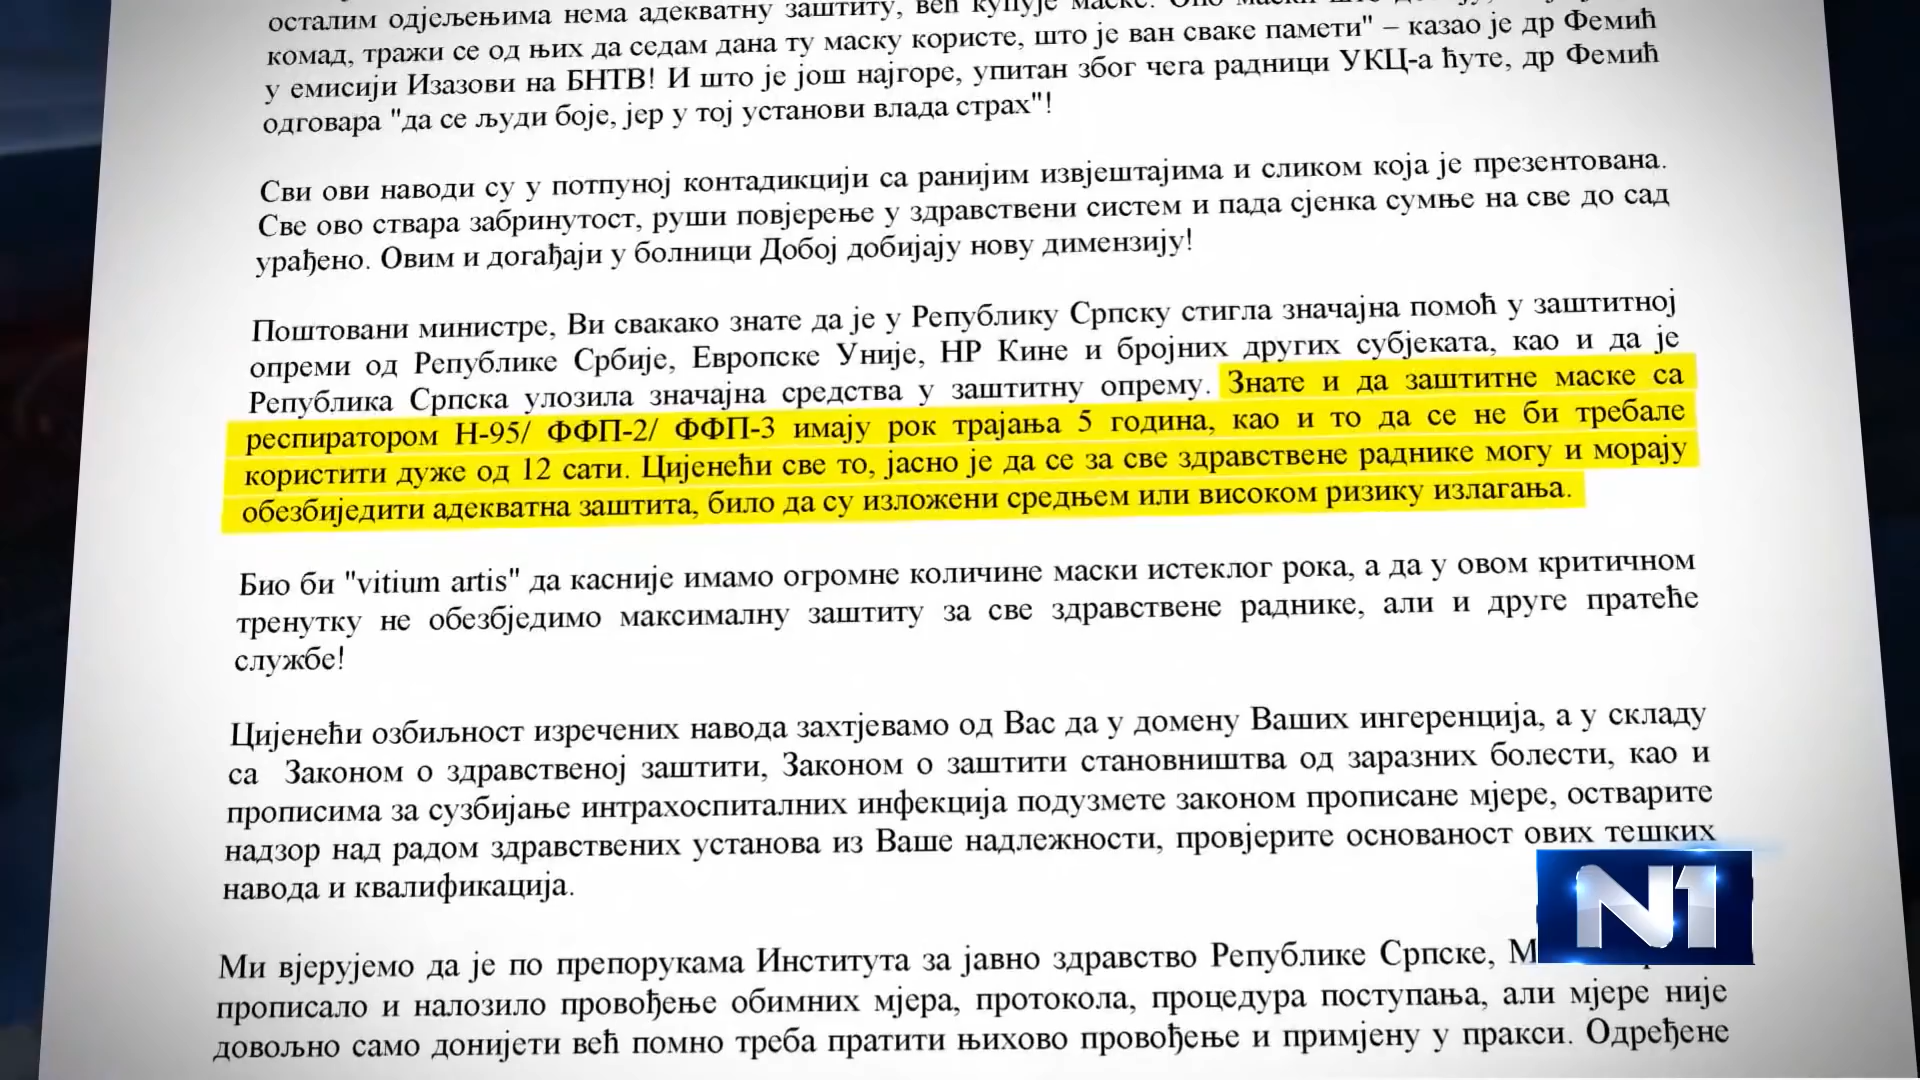 осталим одјељењима нема адекватну заштиту, већ купује маске.
комад, тражи се од њих да седам дана ту маску користе, што је ван сваке памети" – казао је др Фемић
у емисији Изазови на БНТВ! И што је још најгоре, упитан због чега радници УКЦ-а ћуте, др Фемић
одговара "да се људи боје, јер у тој установи влада страх"!
Сви ови наводи су у потпуној контадикцији са ранијим извјештајима и сликом која је презентована.
Све ово ствара забринутост, руши повјерење у здравствени систем и пада сјенка сумње на све до сад
урађено. Овим и догађаји у болници Добој добијају нову димензију!
Поштовани министре, Ви свакако знате да је у Републику Српску стигла значајна помоћ у заштитној
опреми од Републике Србије, Европске Уније, НР Кине и бројних других субјеката, као и да је
Република Српска улозила значајна средства у заштитну опрему. Знате и да заштитне маске са
респиратором Н-95/ ФФП-2/ ФФП-3 имају рок трајања 5 година, као и то да се не би требале
користити дуже од 12 сати. Цијенећи све то, јасно је да се за све здравствене раднике могу и морају
обезбиједити адекватна заштита, било да су изложени средњем или високом ризику излагања.
Био би "vitium artis" да касније имамо огромне количине маски истеклог рока, а да у овом критичном
тренутку не обезбједимо максималну заштиту за све здравствене раднике, али и друге пратеће
службе!
Цијенећи озбиљност изречених навода захтјевамо од Вас да у домену Ваших ингеренција, а у складу
са Законом о здравственој заштити, Законом о заштити становништва од заразних болести, као и
прописима за сузбијање интрахоспиталних инфекција подузмете законом прописане мјере, остварите
надзор над радом здравствених установа из Ваше надлежности, провјерите основаност ових тешких
навода и квалификација.
N1
Ми вјерујемо да је по препорукама Института за јавно здравство Републике Српске,
прописало и наложило провођење обимних мјера, протокола, процедура поступања, али мјере није
довољно само донијети већ помно треба пратити њихово провођење и примјену у пракси. Одређене